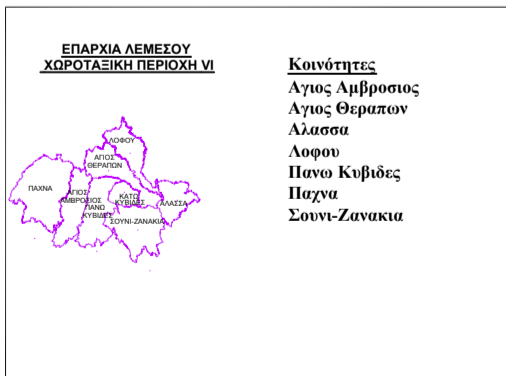 ΕΠΑΡΧΙΑ ΛΕΜΕΣΟΥ
ΧΩΡΟΤΑΞΙΚΗ ΠΕΡΙΟΧΗ VI
ΛΟΦΟΥ
ΑΓΙΟΣ
ΘΕΡΑΠΩΝ
ΠΑΧΝΑ
ΑΓΙΟΣ
ΑΜΒΡΟΣΙΟΣ
ΠΑΝΩ
ΚΥΒΙΔΕΣ
ΚΑΤΩ
ΚΥΒΙΔΕΣ
ΣΟΥΝΙ-ΖΑΝΑΚΙΑ
ΑΛΑΣΣΑ
Κοινότητες
Αγιος Αμβροσιος
Αγιος Θεραπων
Αλασσα
Λοφου
Πανω Κυβιδες
Παχνα
Σουνι-Ζανακια